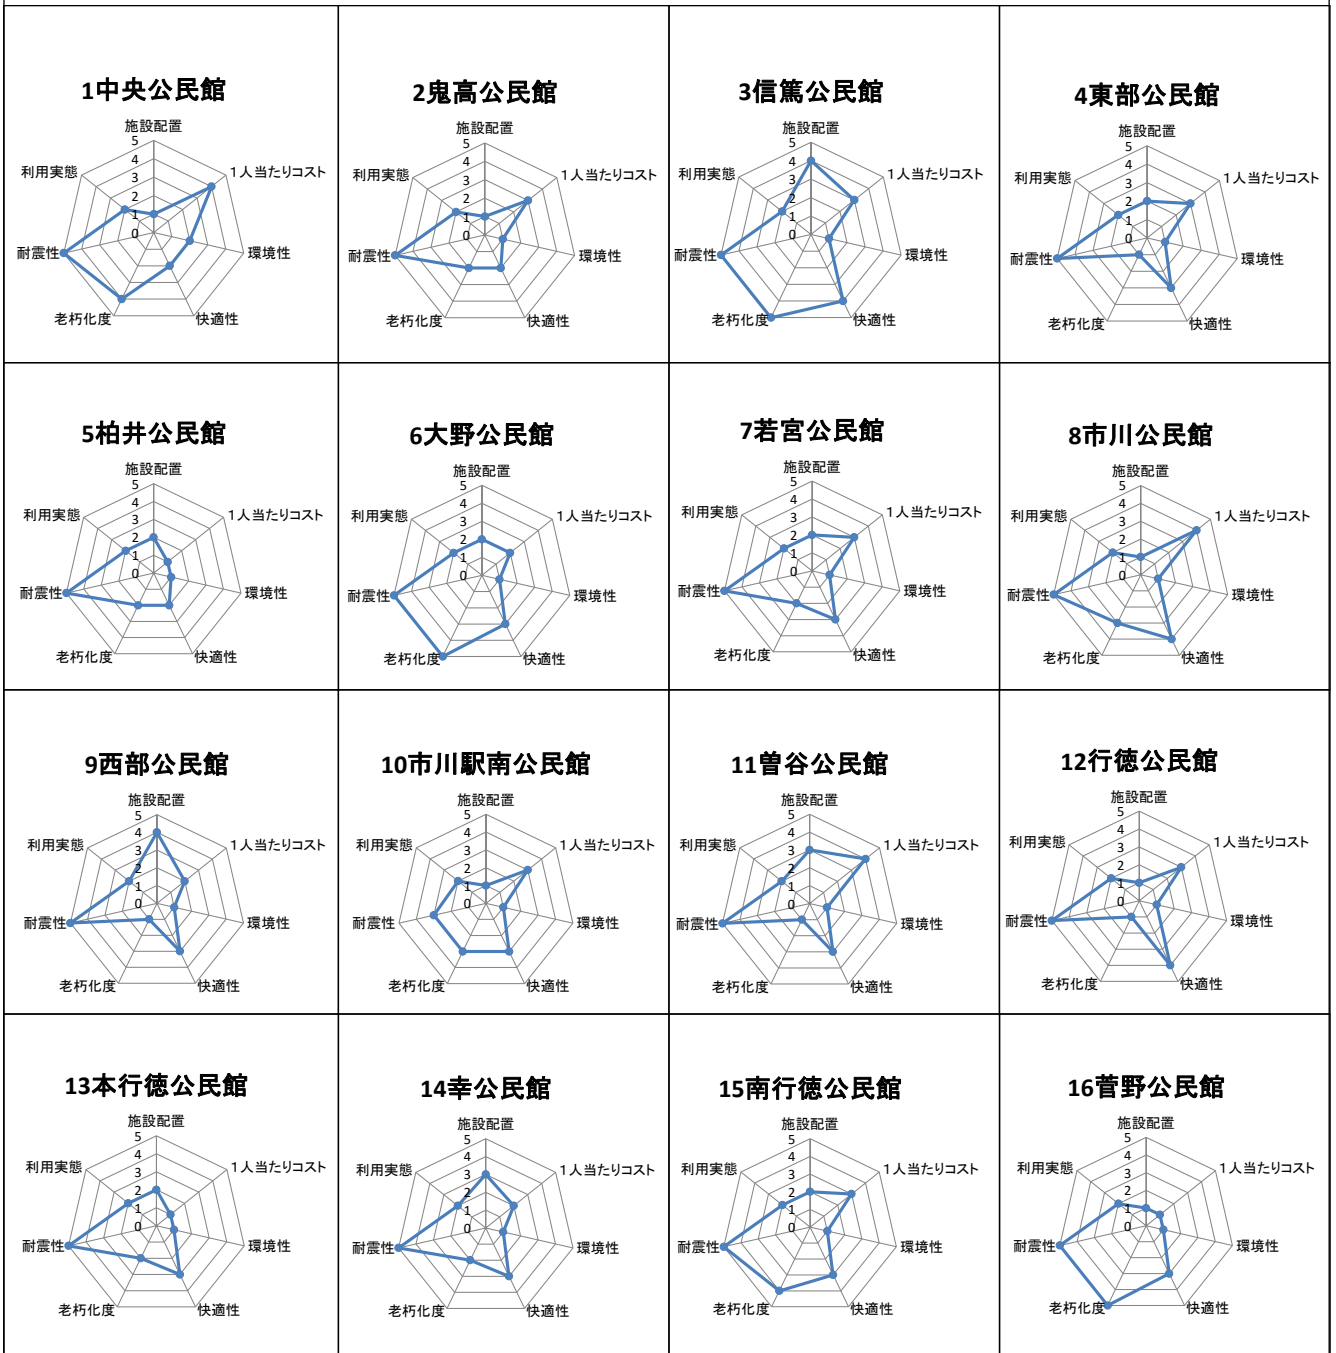 1中央公民館
施設配置
5
4
3
2
1
0
1人当たりコスト
環境性
快適性
老朽化度
耐震性
利用実態
2鬼高公民館
施設配置
5
4
3
2
1
0
1人当たりコスト
環境性
快適性
老朽化度
耐震性
利用実態
3信篤公民館
施設配置
5
4
3
2
1
0
1人当たりコスト
環境性
快適性
老朽化度
耐震性
利用実態
4東部公民館
施設配置
5
4
3
2
1
0
1人当たりコスト
環境性
快適性
老朽化度
耐震性
利用実態
5柏井公民館
施設配置
5
4
3
2
1
0
1人当たりコスト
環境性
快適性
老朽化度
耐震性
利用実態
6大野公民館
施設配置
5
4
3
2
1
0
1人当たりコスト
環境性
快適性
老朽化度
耐震性
利用実態
7若宮公民館
施設配置
5
4
3
2
1
0
1人当たりコスト
環境性
快適性
老朽化度
耐震性
利用実態
8市川公民館
施設配置
5
4
3
2
1
0
1人当たりコスト
環境性
快適性
老朽化度
耐震性
利用実態
9西部公民館
施設配置
5
4
3
2
1
0
1人当たりコスト
環境性
快適性
老朽化度
耐震性
利用実態
10市川駅南公民館
施設配置
5
4
3
2
1
0
1人当たりコスト
環境性
快適性
老朽化度
耐震性
利用実態
11曽谷公民館
施設配置
5
4
3
2
1
0
1人当たりコスト
環境性
快適性
老朽化度
耐震性
利用実態
12行徳公民館
施設配置
5
4
3
2
1
0
1人当たりコスト
環境性
快適性
老朽化度
耐震性
利用実態
13本行徳公民館
施設配置
5
4
3
2
1
0
1人当たりコスト
環境性
快適性
老朽化度
耐震性
利用実態
14幸公民館
施設配置
5
4
3
2
1
0
1人当たりコスト
環境性
快適性
老朽化度
耐震性
利用実態
15南行徳公民館
施設配置
5
4
3
2
1
0
1人当たりコスト
環境性
快適性
老朽化度
耐震性
利用実態
16菅野公民館
施設配置
5
4
3
2
1
0
1人当たりコスト
環境性
快適性
老朽化度
耐震性
利用実態